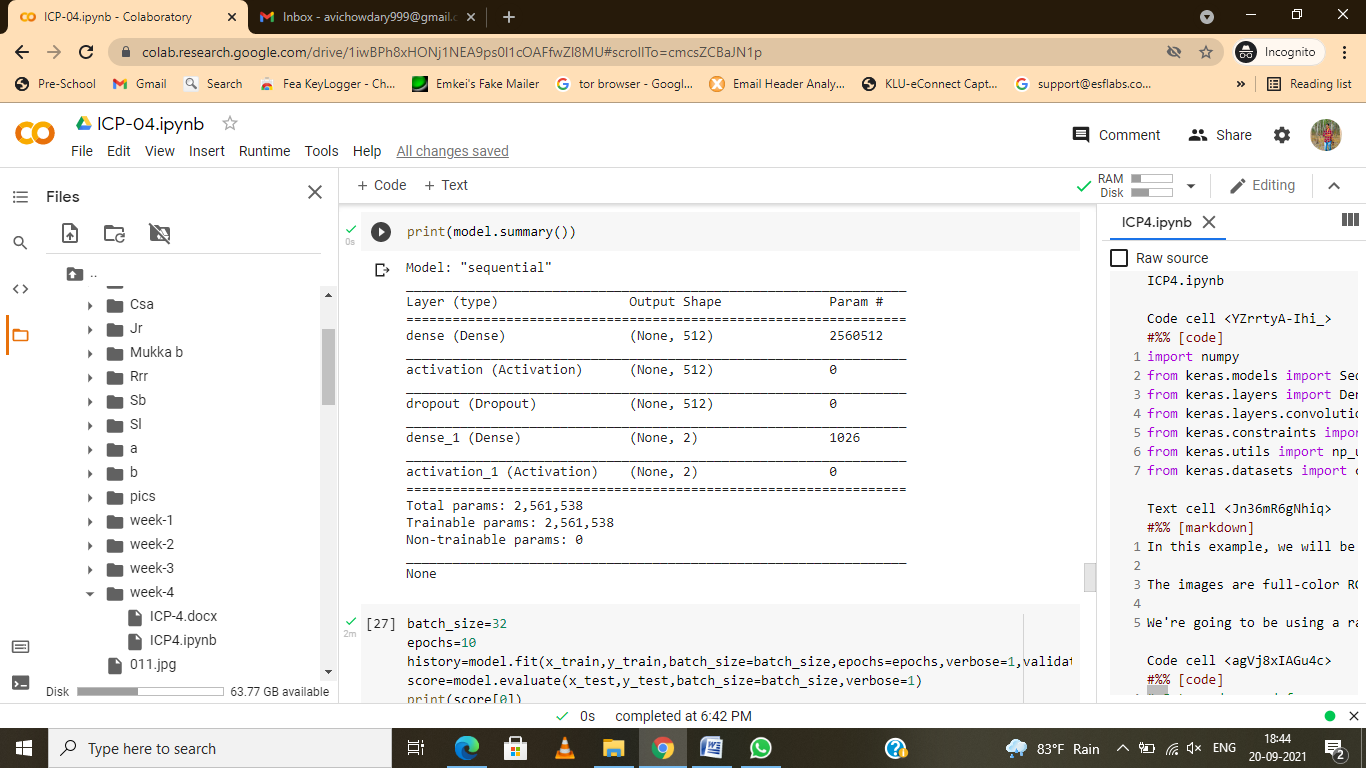 ICP-04.ipynb - Colaboratory
Inbox - avichowdary999@gmail.c
colab.research.google.com/drive/1iwBPh8xHONj1NEA9ps0l1cOAFfwZl8MU#scrollTo=cmcsZCBaJN1p
Incognito
Pre-School Gmail Search Fea KeyLogger - Ch... Emkei's Fake Mailer tor browser - Googl... Email Header Analy... KLU-eConnect Capt... support@esflabs.co... » Reading list
ICP-04.ipynb
Comment Share
File Edit View Insert Runtime Tools Help All changes saved
Files
+ Code + Text
RAM
Disk
Editing
..
Csa
Jr
Mukka b
Rrr
Sb
Sl
a
b
pics
week-1
week-2
week-3
week-4
ICP-4.docx
ICP4.ipynb
011.jpg
Disk 63.77 GB available
0s
print(model.summary())
Model: "sequential"
Layer (type) Output Shape Param #
dense (Dense) (None, 512) 2560512
activation (Activation) (None, 512) 0
dropout (Dropout) (None, 512) 0
dense_1 (Dense) (None, 2) 1026
activation_1 (Activation) (None, 2) 0
Total params: 2,561,538
Trainable params: 2,561,538
Non-trainable params: 0
None
2m
[27] batch_size=32
epochs=10
history=model.fit(x_train,y_train,batch_size=batch_size,epochs=epochs,verbose=1,validat
score=model.evaluate(x_test,y_test,batch_size=batch_size,verbose=1)
print(score[0])
ICP4.ipynb
Raw source
ICP4.ipynb
Code cell <YZrrtyA-Ihi_>
#%% [code]
1 import numpy
2 from keras.models import Sec
3 from keras.layers import Der
4 from keras.layers.convolutic
5 from keras.constraints impor
6 from keras.utils import np_u
7 from keras.datasets import c
Text cell <Jn36mR6gNhiq>
#%% [markdown]
1 In this example, we will be
2
3 The images are full-color RG
4
5 We're going to be using a ra
Code cell <agVj8xIAGu4c>
#%% [code]
0s completed at 6:42 PM
Type here to search
83°F Rain
ENG
18:44
20-09-2021
2